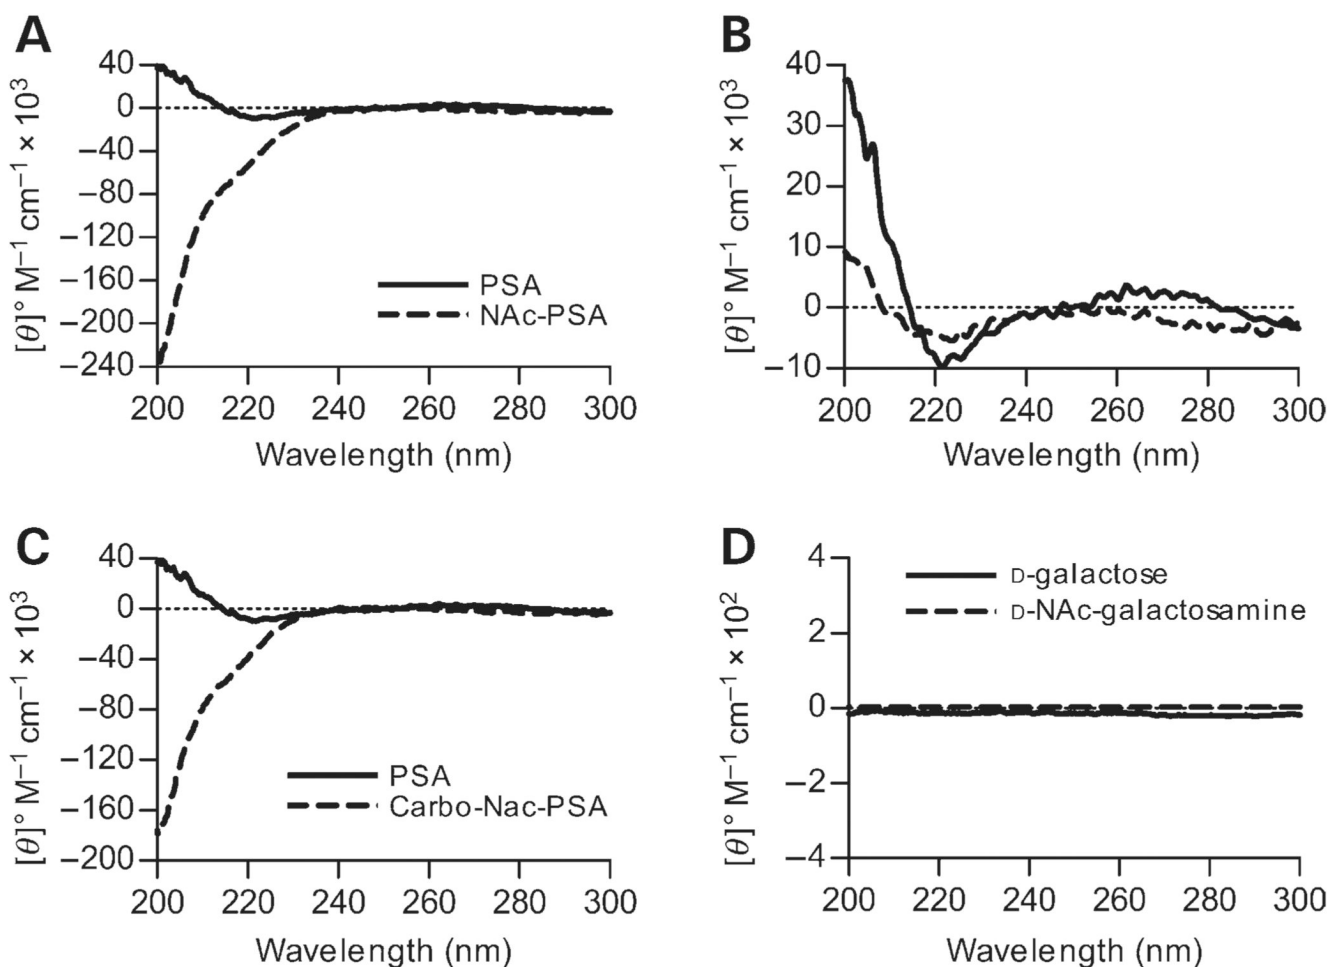 A
[θ]° M⁻¹ cm⁻¹ × 10³
40
0
–40
–80
–120
–160
–200
–240
PSA
NAc-PSA
200 220 240 260 280 300
Wavelength (nm)
B
[θ]° M⁻¹ cm⁻¹ × 10³
40
30
20
10
0
–10
200 220 240 260 280 300
Wavelength (nm)
C
[θ]° M⁻¹ cm⁻¹ × 10³
40
0
–40
–80
–120
–160
–200
PSA
Carbo-Nac-PSA
200 220 240 260 280 300
Wavelength (nm)
D
[θ]° M⁻¹ cm⁻¹ × 10²
4
2
0
–2
–4
D-galactose
D-NAc-galactosamine
200 220 240 260 280 300
Wavelength (nm)